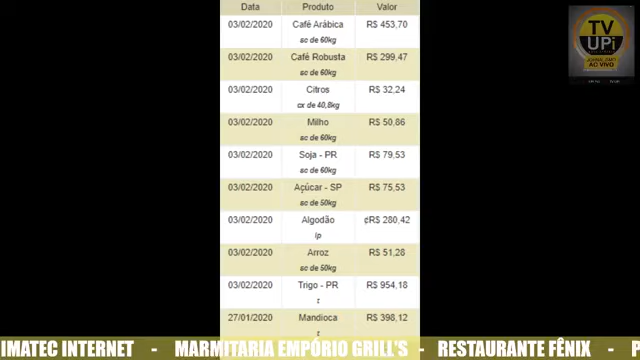 Data Produto Valor
03/02/2020 Café Arábica R$ 453,70
sc de 60kg
03/02/2020 Café Robusta R$ 299,47
sc de 60kg
03/02/2020 Citros R$ 32,24
cx de 40,8kg
03/02/2020 Milho R$ 50,86
sc de 60kg
03/02/2020 Soja - PR R$ 79,53
sc de 60kg
03/02/2020 Açúcar - SP R$ 75,53
sc de 50kg
03/02/2020 Algodão ¢R$ 280,42
lp
03/02/2020 Arroz R$ 51,28
sc de 50kg
03/02/2020 Trigo - PR R$ 954,18
t
27/01/2020 Mandioca R$ 398,12
t
TV
UPi
AO VIVO
IMATEC INTERNET - MARMITARIA EMPÓRIO GRILL'S - RESTAURANTE FÊNIX - P